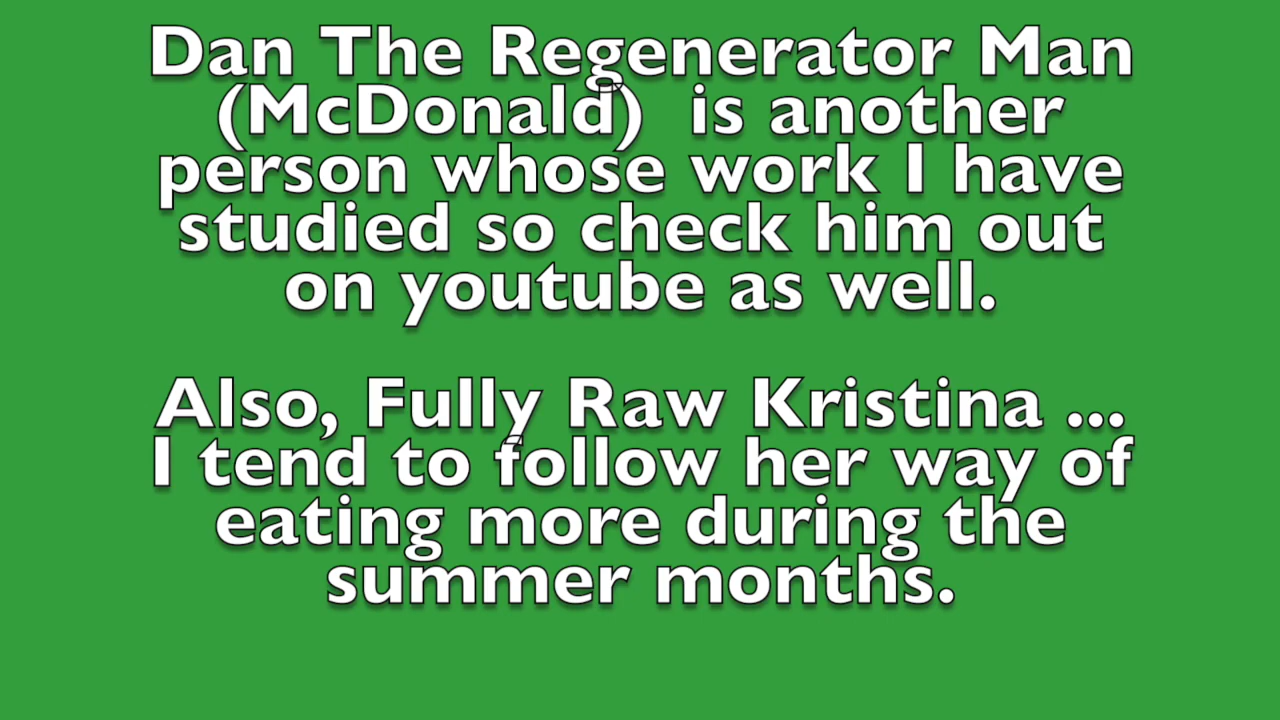 Dan The Regenerator Man
(McDonald)  is another
person whose work I have
studied so check him out
on youtube as well.
Also, Fully Raw Kristina ...
I tend to follow her way of
eating more during the
summer months.